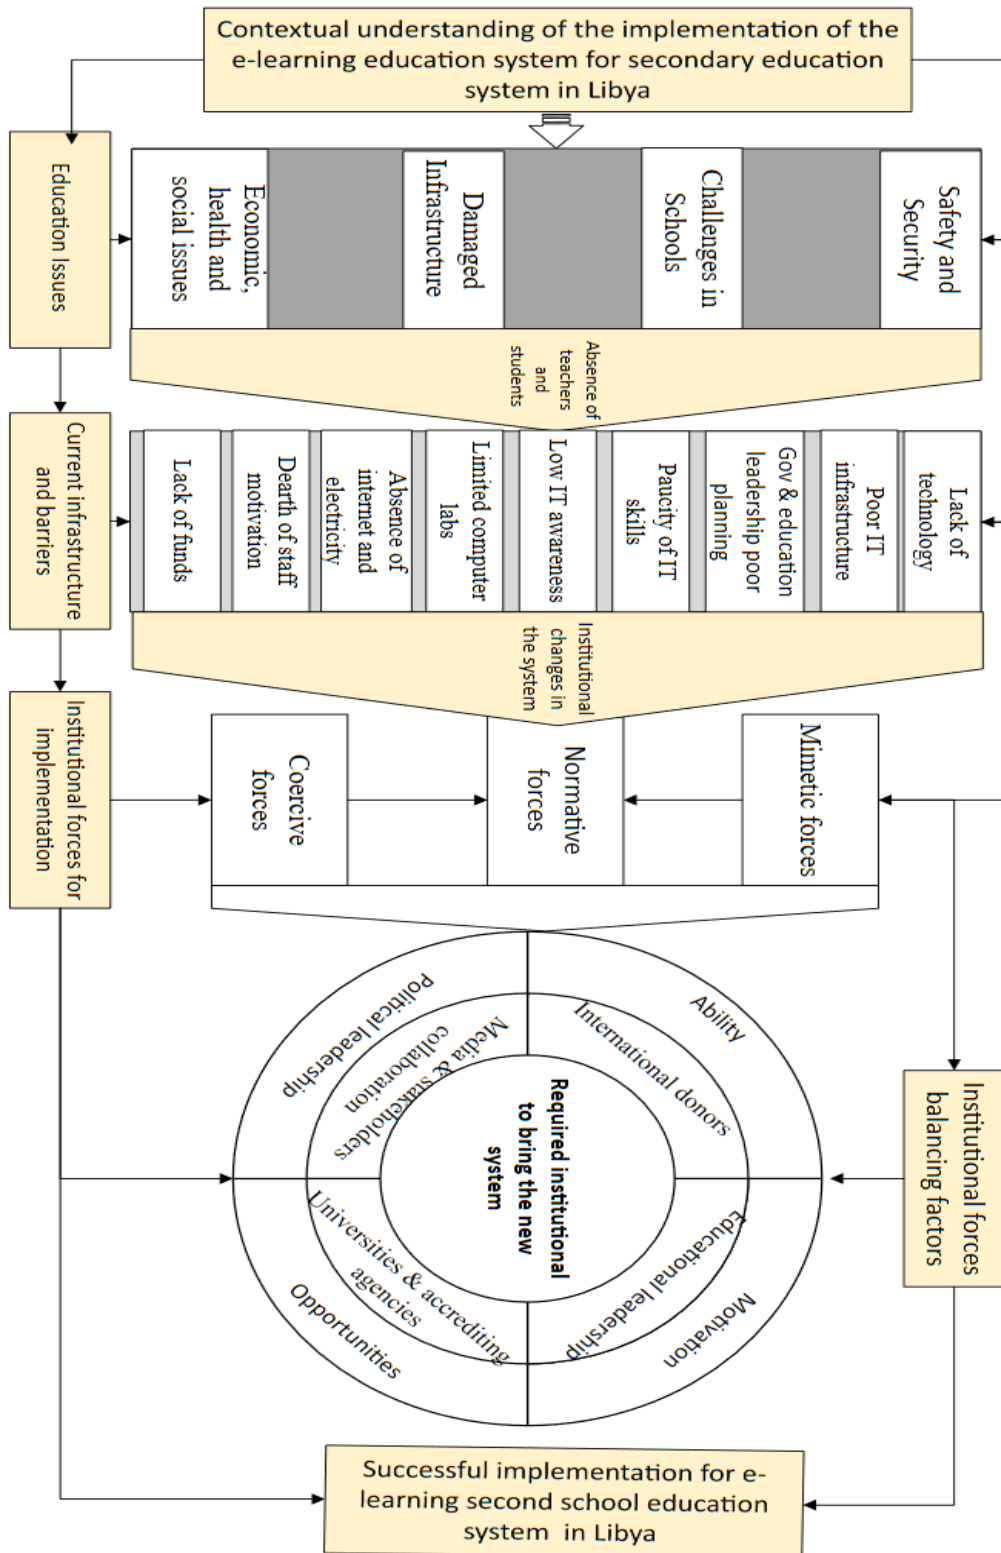 Contextual understanding of the implementation of the
e-learning education system for secondary education
system in Libya
Education Issues
Economic,
health and
social issues
Damaged
Infrastructure
Challenges in
Schools
Safety and
Security
Absence of
teachers
and
students
Current infrastructure
and barriers
Lack of funds
Dearth of staff
motivation
Absence of
internet and
electricity
Limited computer
labs
Low IT awareness
Paucity of IT
skills
Gov & education
leadership poor
planning
Poor IT
infrastructure
Lack of
technology
Institutional
changes in
the system
Institutional forces for
implementation
Coercive
forces
Normative
forces
Mimetic forces
Political leadership
Ability
Media & stakeholders
collaboration
International donors
Required institutional
to bring the new
system
Institutional forces
balancing factors
Universities & accrediting
agencies
Educational leadership
Opportunities
Motivation
Successful implementation for e-
learning second school education
system in Libya